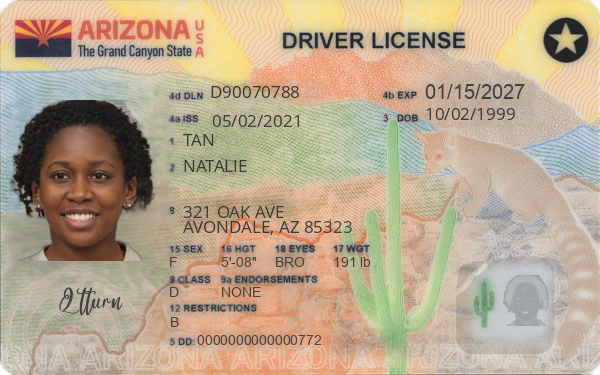 ARIZONA USA
The Grand Canyon State
DRIVER LICENSE
4d DLN D90070788 4b EXP 01/15/2027
4a ISS 05/02/2021 3 DOB 10/02/1999
1 TAN
2 NATALIE
8 321 OAK AVE
AVONDALE, AZ 85323
15 SEX 16 HGT 18 EYES 17 WGT
F 5'-08" BRO 191 lb
9 CLASS 9a ENDORSEMENTS
D NONE
12 RESTRICTIONS
B
5 DD: 0000000000000772
ARIZONA ARIZONA ARIZONA ARIZONA